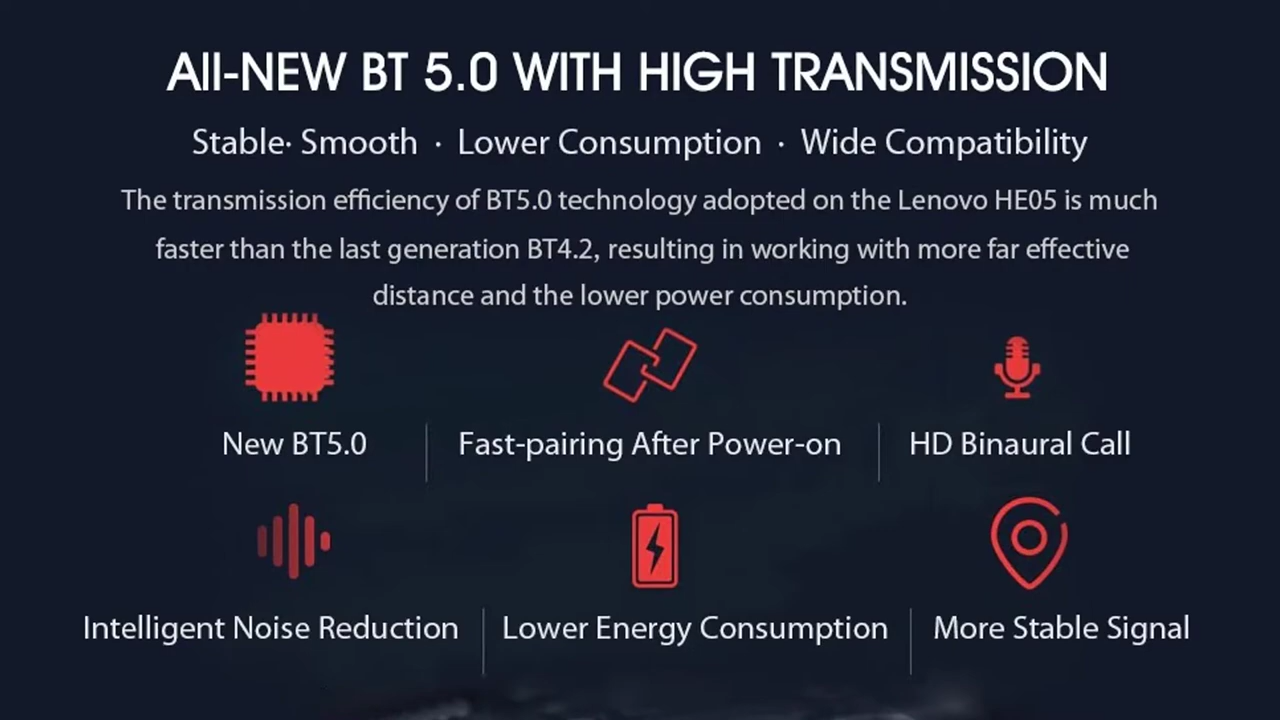 All-NEW BT 5.0 WITH HIGH TRANSMISSION
Stable· Smooth · Lower Consumption · Wide Compatibility
The transmission efficiency of BT5.0 technology adopted on the Lenovo HE05 is much
faster than the last generation BT4.2, resulting in working with more far effective
distance and the lower power consumption.
New BT5.0
Fast-pairing After Power-on
HD Binaural Call
Intelligent Noise Reduction
Lower Energy Consumption
More Stable Signal